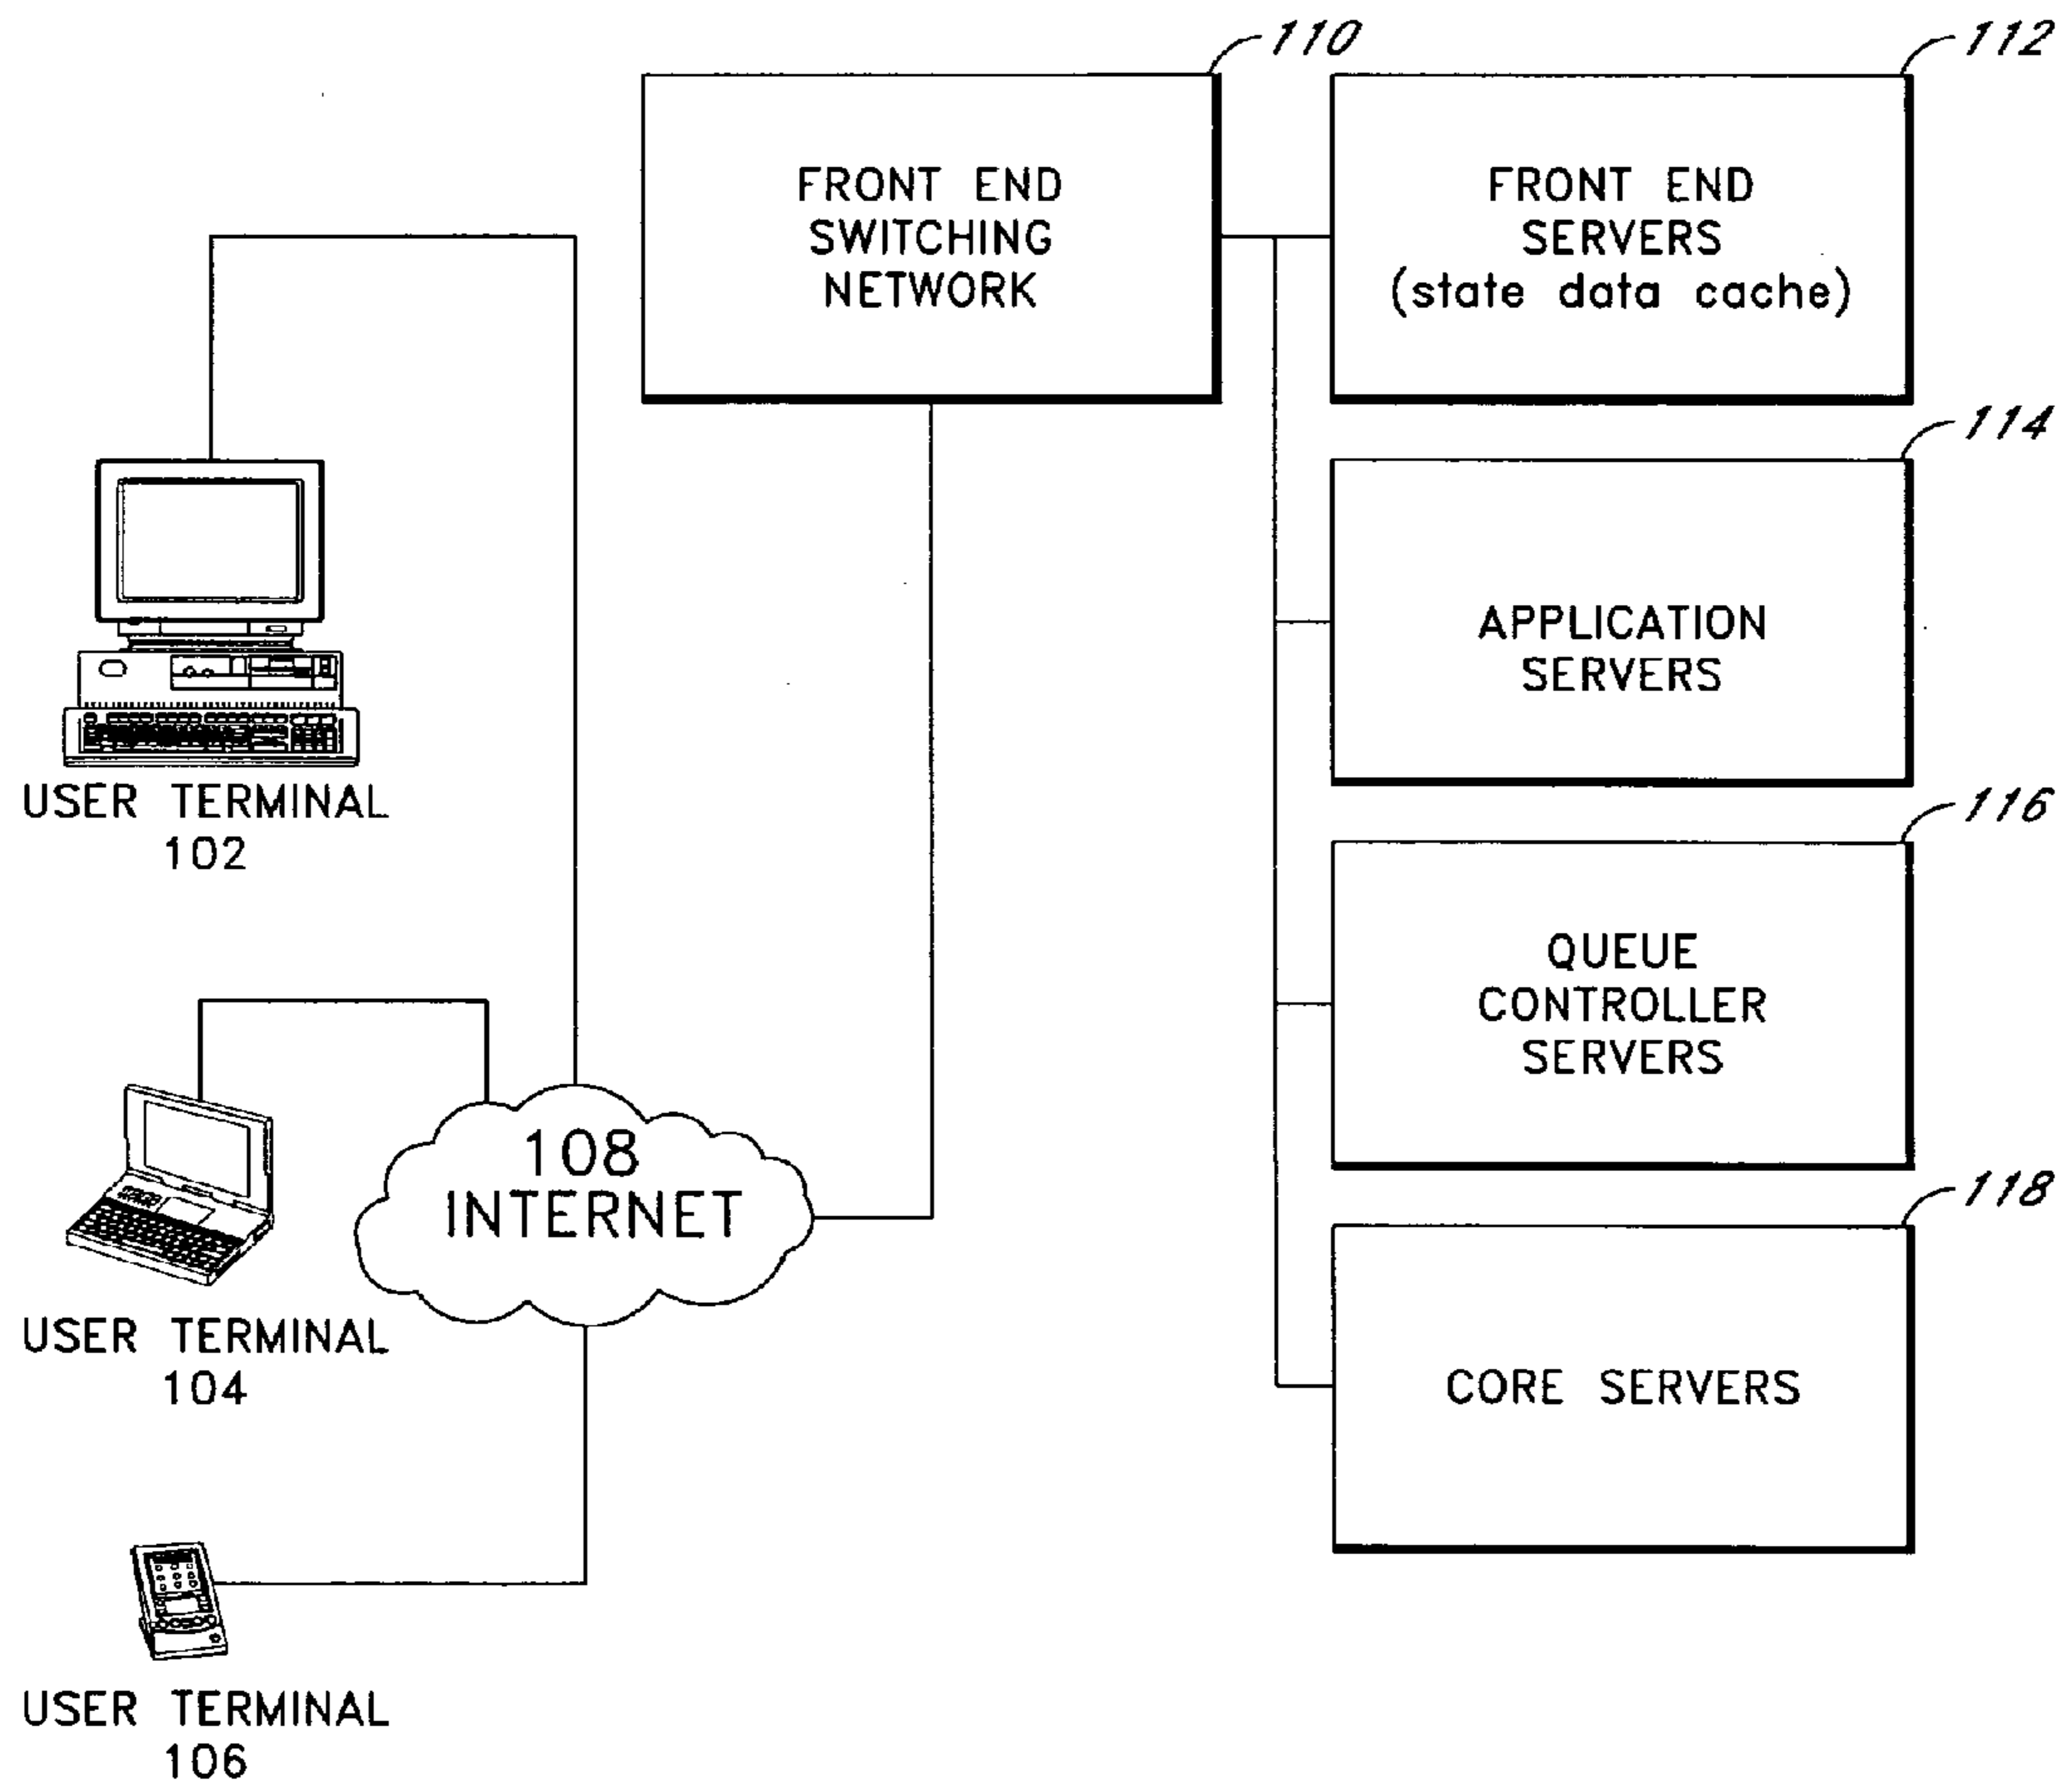 110
FRONT END
SWITCHING
NETWORK
112
FRONT END
SERVERS
(state data cache)
114
APPLICATION
SERVERS
116
QUEUE
CONTROLLER
SERVERS
118
CORE SERVERS
USER TERMINAL
102
108
INTERNET
USER TERMINAL
104
USER TERMINAL
106